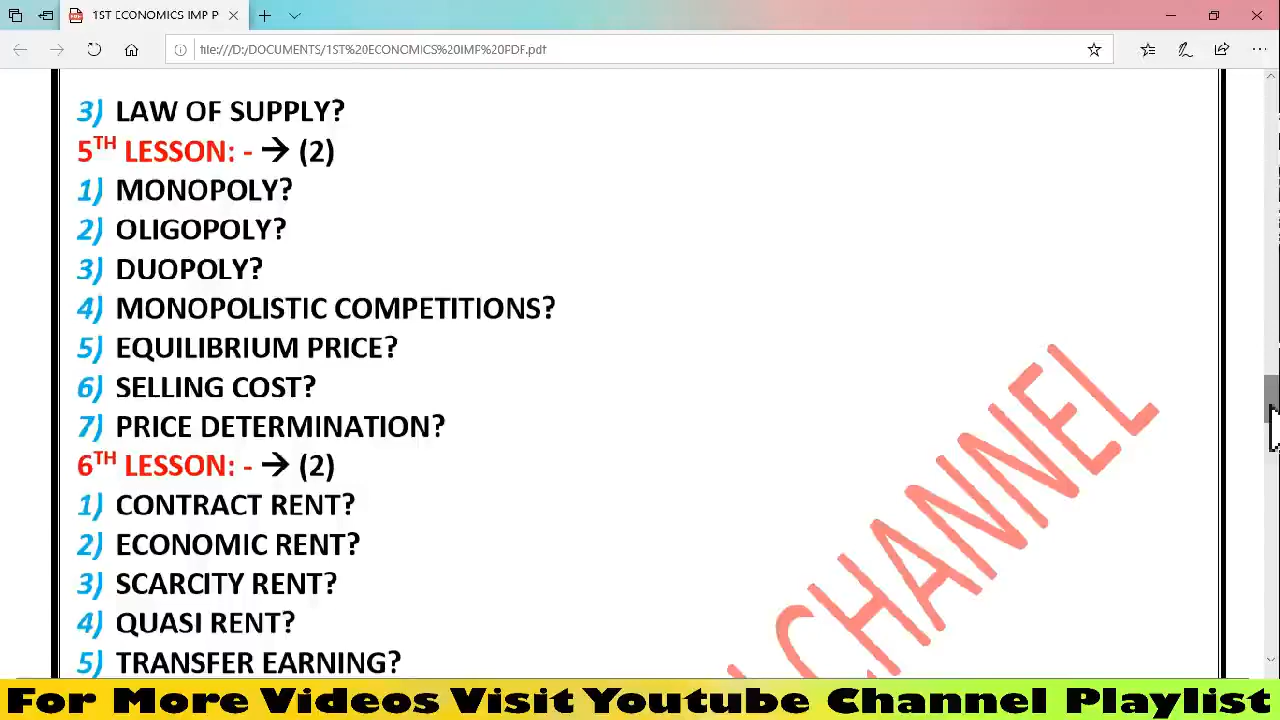 1ST ECONOMICS IMP P
file:///D:/DOCUMENTS/1ST%20ECONOMICS%20IMF%20FDF.pdf
3) LAW OF SUPPLY?
5TH LESSON: - → (2)
1) MONOPOLY?
2) OLIGOPOLY?
3) DUOPOLY?
4) MONOPOLISTIC COMPETITIONS?
5) EQUILIBRIUM PRICE?
6) SELLING COST?
7) PRICE DETERMINATION?
6TH LESSON: - → (2)
1) CONTRACT RENT?
2) ECONOMIC RENT?
3) SCARCITY RENT?
4) QUASI RENT?
5) TRANSFER EARNING?
CHANNEL
For More Videos Visit Youtube Channel Playlist